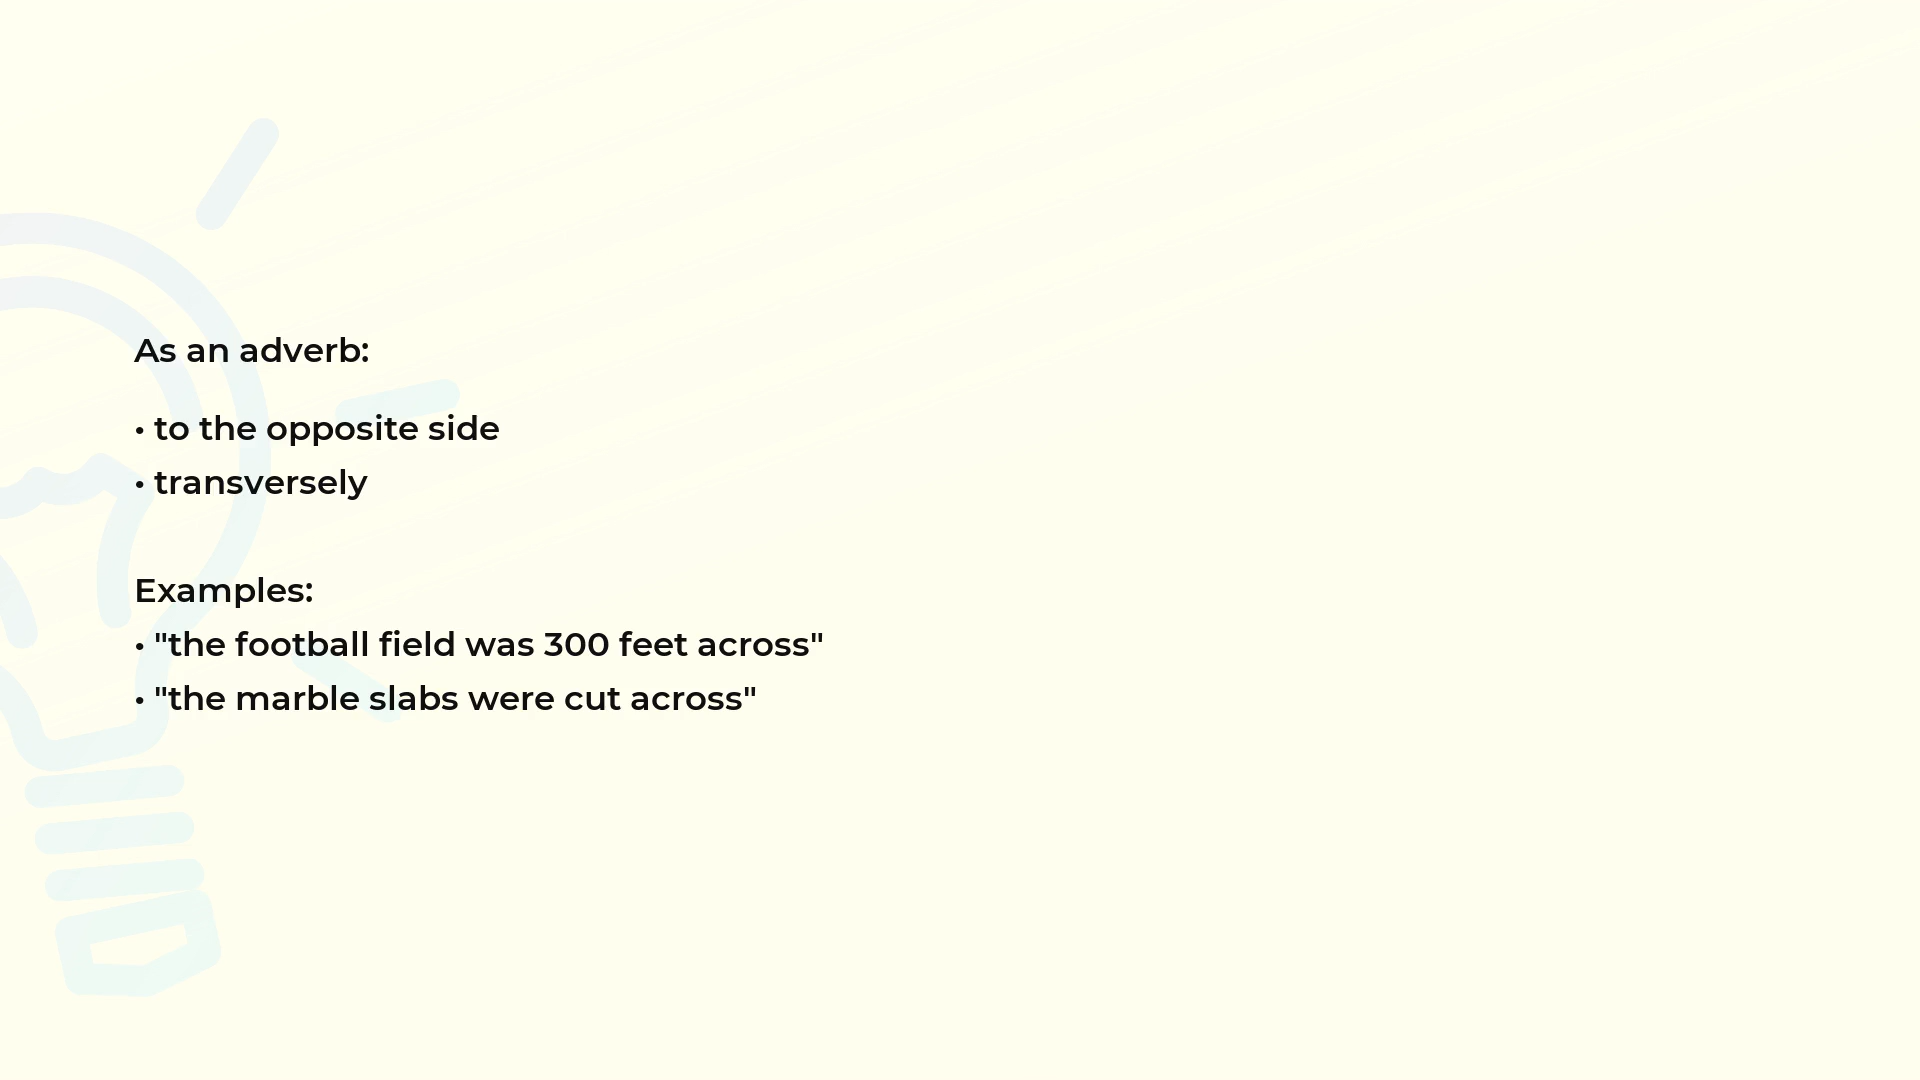 As an adverb:
• to the opposite side
• transversely
Examples:
• "the football field was 300 feet across"
• "the marble slabs were cut across"